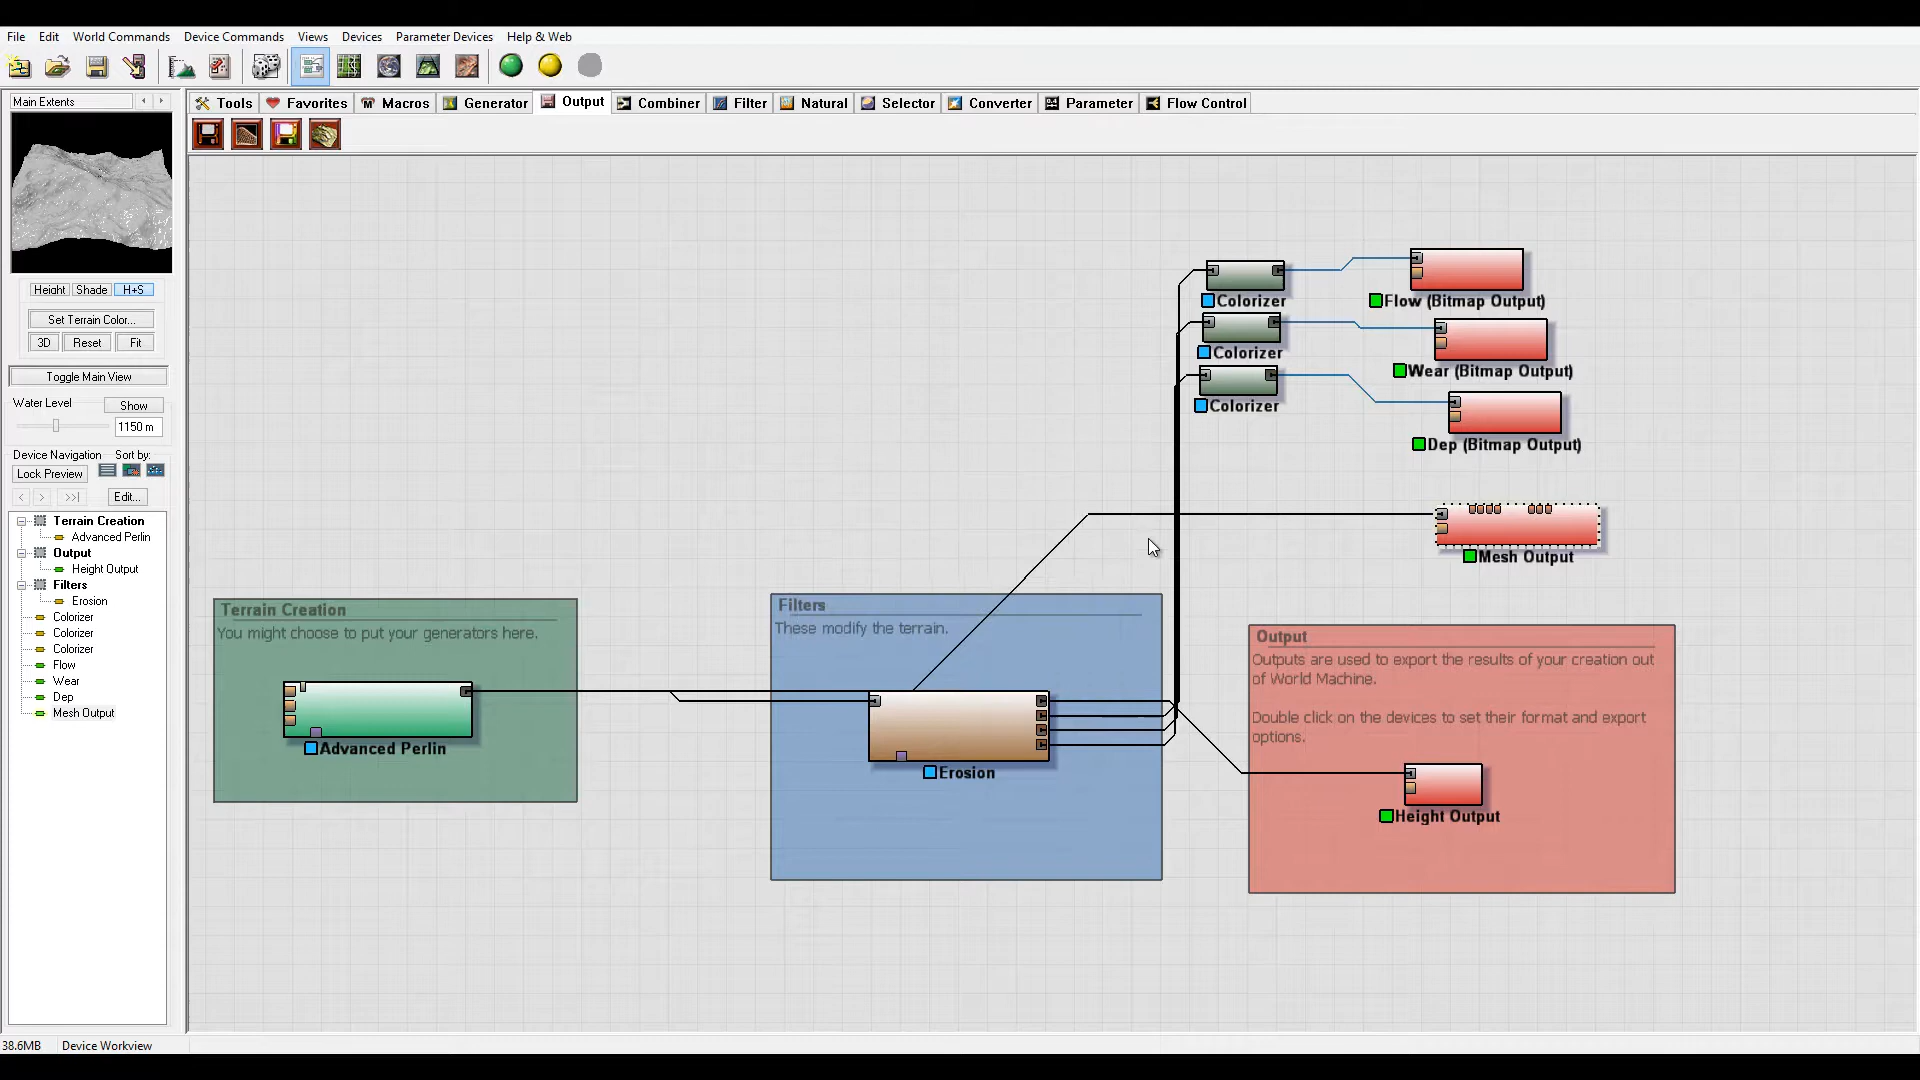 File Edit World Commands Device Commands Views Devices Parameter Devices Help & Web
Main Extents
Tools Favorites Macros Generator Output Combiner Filter Natural Selector Converter Parameter Flow Control
Height Shade H+S
Set Terrain Color...
3D Reset Fit
Toggle Main View
Water Level Show
1150 m
Device Navigation Sort by:
Lock Preview
< > >>| Edit...
Terrain Creation
Advanced Perlin
Output
Height Output
Filters
Erosion
Colorizer
Colorizer
Colorizer
Flow
Wear
Dep
Mesh Output
Colorizer
Flow (Bitmap Output)
Colorizer
Wear (Bitmap Output)
Colorizer
Dep (Bitmap Output)
Mesh Output
Terrain Creation
You might choose to put your generators here.
Advanced Perlin
Filters
These modify the terrain.
Erosion
Output
Outputs are used to export the results of your creation out
of World Machine.
Double click on the devices to set their format and export
options.
Height Output
38.6MB Device Workview